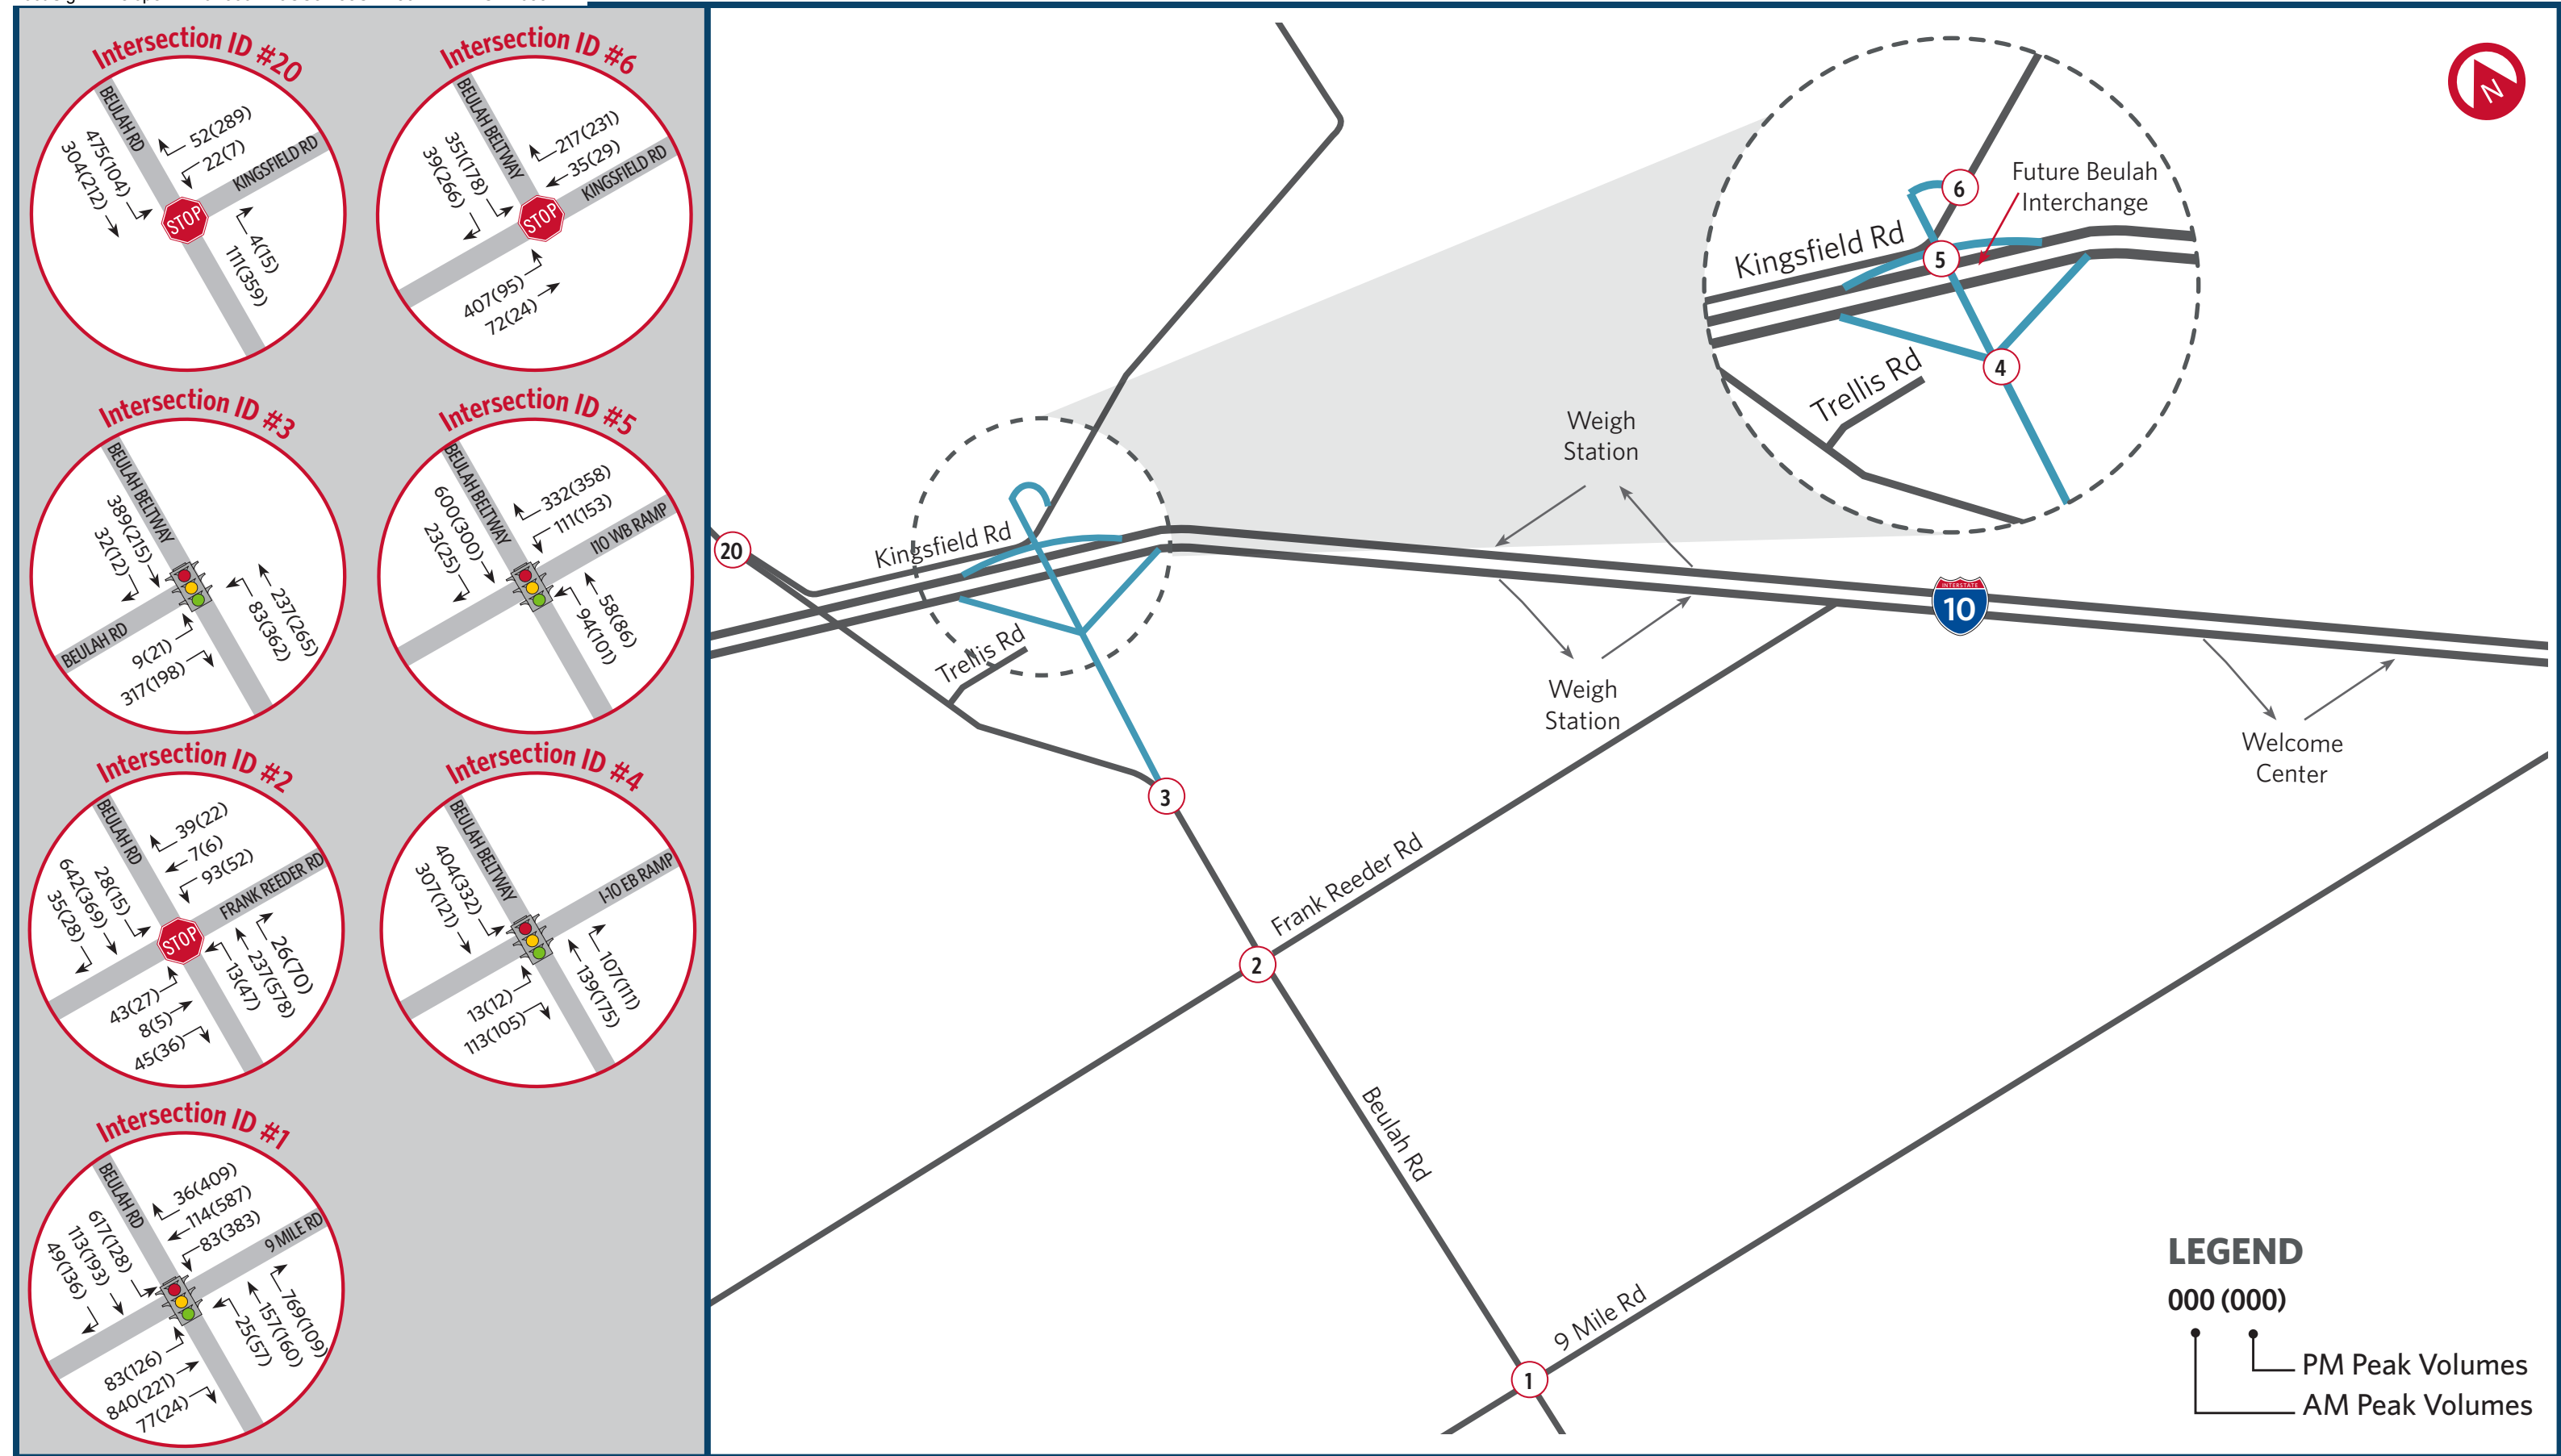 Intersection ID #20
BEULAH RD
KINGSFIELD RD
52(289)
22(7)
475(104)
304(212)
4(15)
111(359)
STOP
Intersection ID #6
BEULAH BELTWAY
KINGSFIELD RD
217(231)
35(29)
351(178)
39(266)
407(95)
72(24)
STOP
Intersection ID #3
BEULAH BELTWAY
BEULAH RD
389(215)
32(12)
237(265)
83(362)
9(21)
317(198)
Intersection ID #5
BEULAH BELTWAY
I10 WB RAMP
332(358)
111(153)
600(300)
23(25)
58(86)
94(101)
Intersection ID #2
BEULAH RD
FRANK REEDER RD
39(22)
7(6)
93(52)
28(15)
642(369)
35(28)
26(70)
237(578)
13(47)
43(27)
8(5)
45(36)
STOP
Intersection ID #4
BEULAH BELTWAY
I-10 EB RAMP
404(332)
307(121)
107(111)
139(175)
13(12)
113(105)
Intersection ID #1
BEULAH RD
9 MILE RD
36(409)
114(587)
83(383)
617(128)
113(193)
49(136)
769(109)
157(160)
25(57)
83(126)
840(221)
77(24)
N
6
Future Beulah
Interchange
Kingsfield Rd
5
4
Trellis Rd
Weigh
Station
20
Kingsfield Rd
INTERSTATE
10
Trellis Rd
Weigh
Station
Welcome
Center
3
Frank Reeder Rd
2
Beulah Rd
9 Mile Rd
1
LEGEND
000 (000)
PM Peak Volumes
AM Peak Volumes